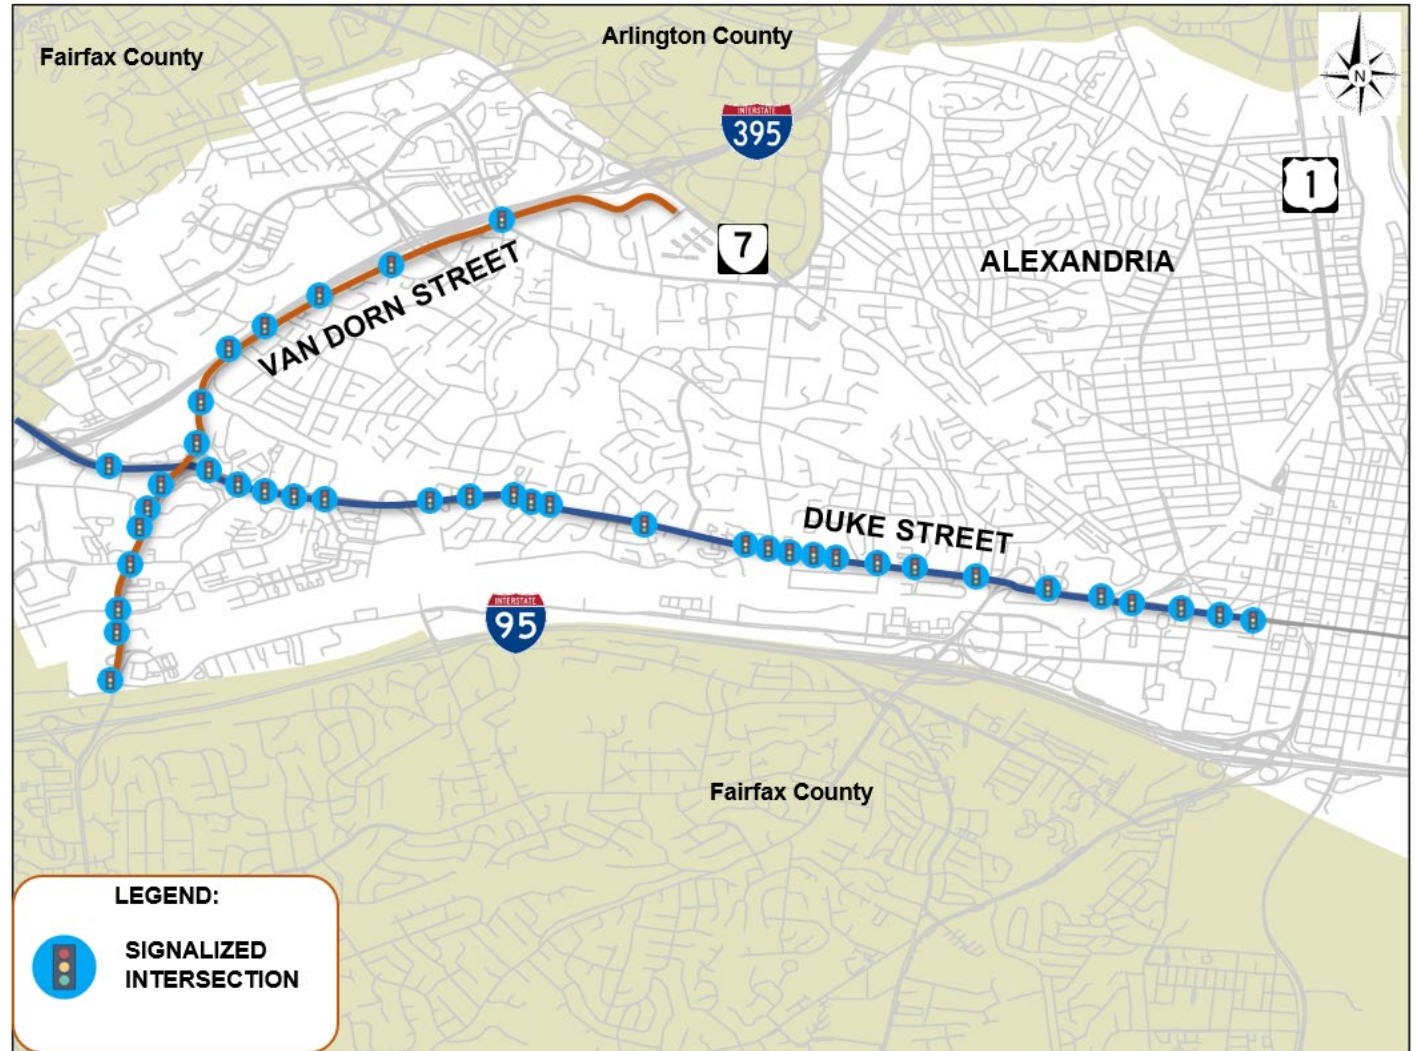 Fairfax County
Arlington County
N
INTERSTATE
395
1
7
ALEXANDRIA
VAN DORN STREET
DUKE STREET
INTERSTATE
95
Fairfax County
LEGEND:
SIGNALIZED
INTERSECTION